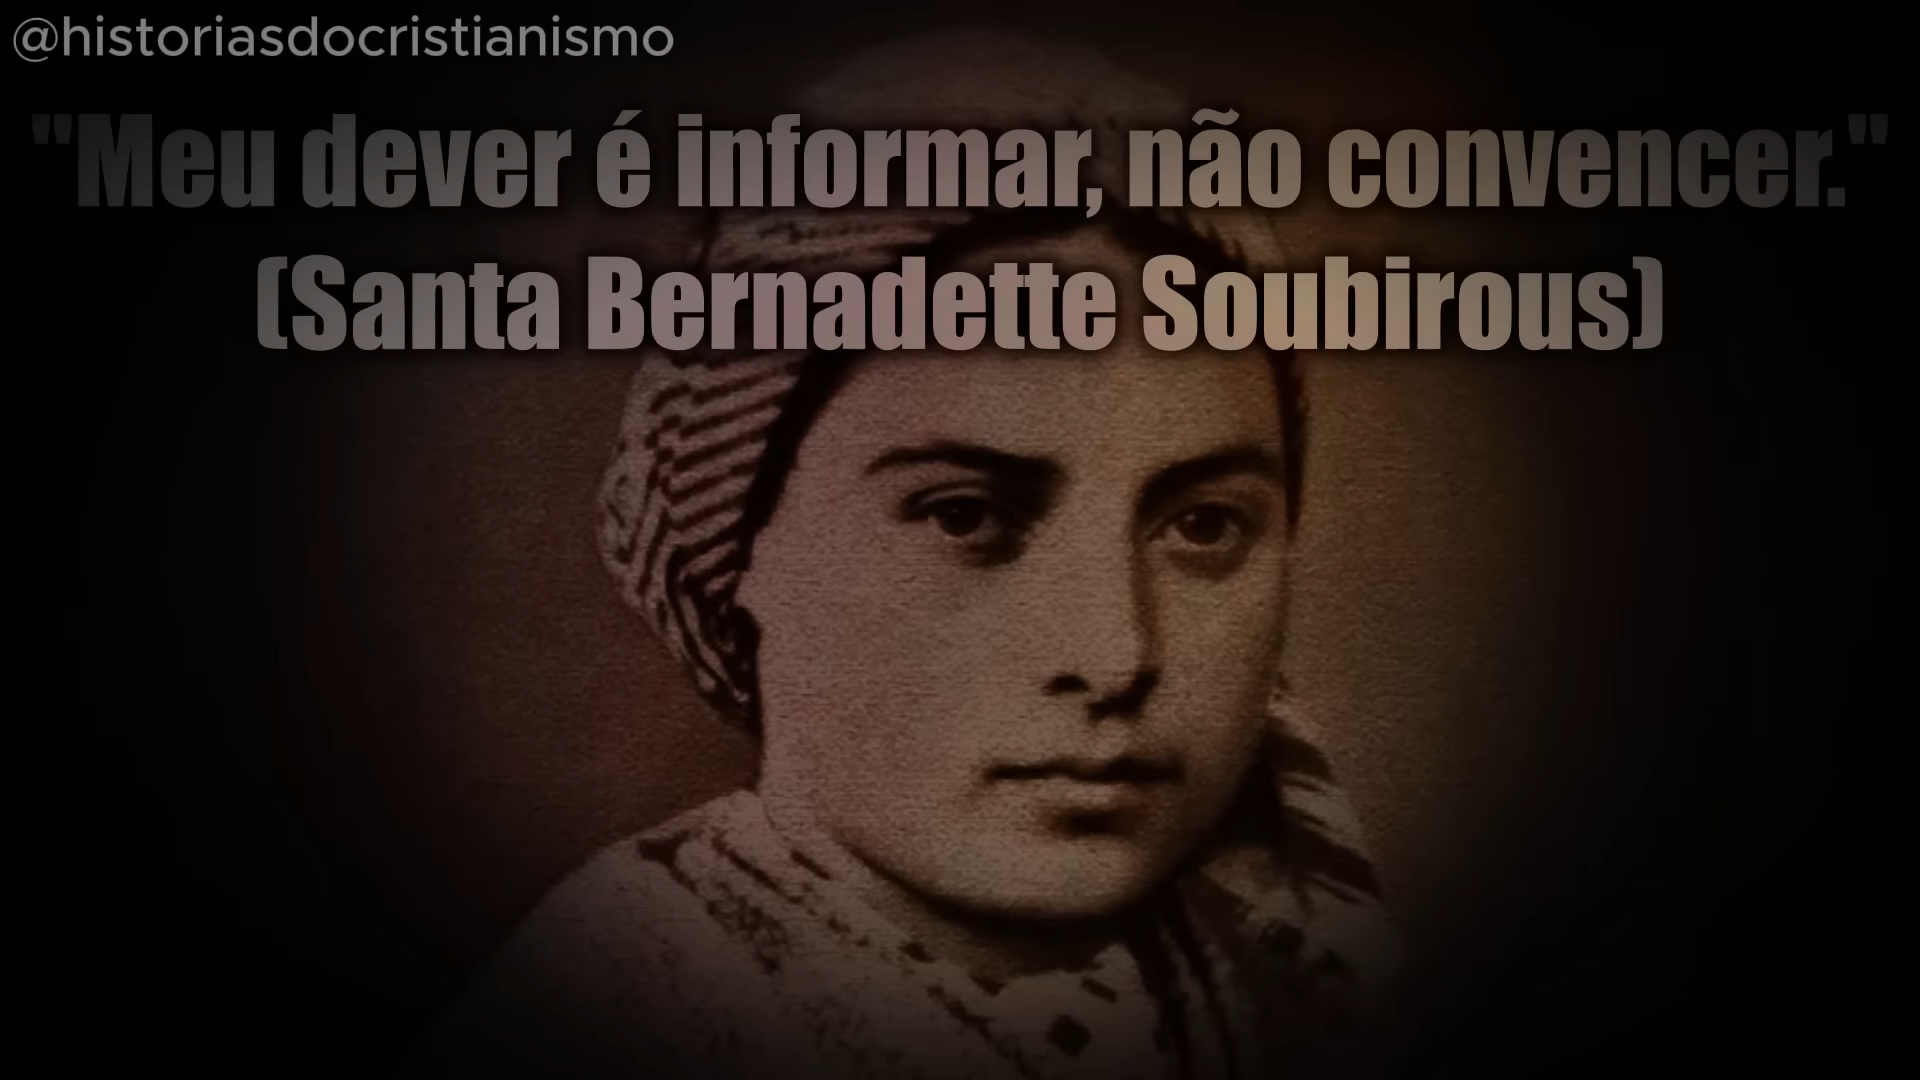 @historiasdocristianismo
"Meu dever é informar, não convencer."
(Santa Bernadette Soubirous)